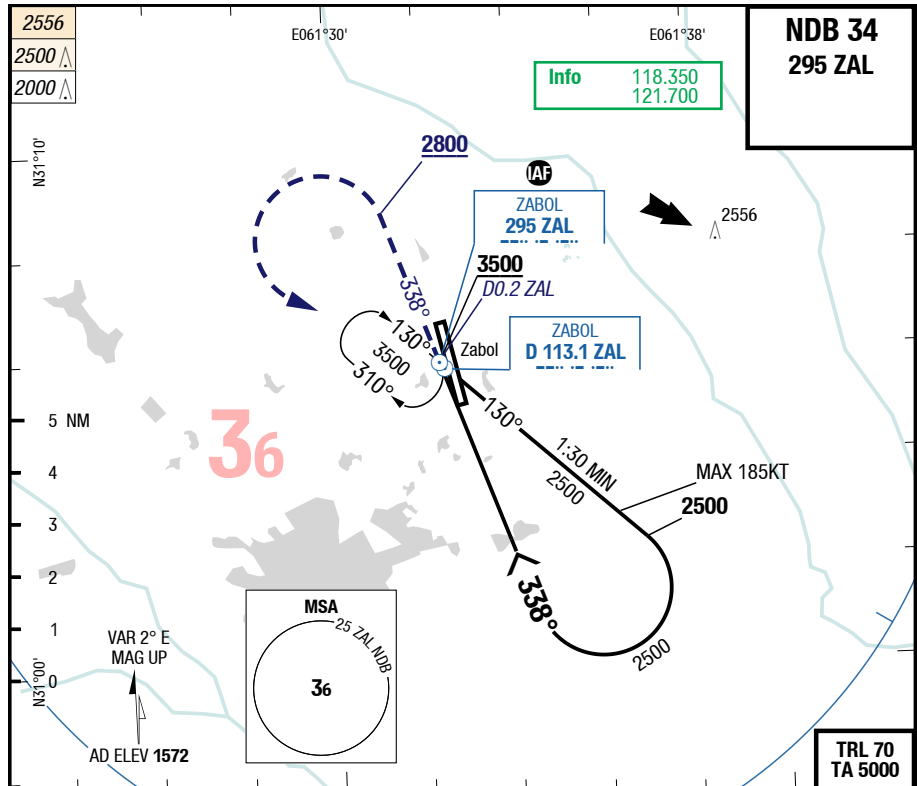 2556
2500
2000
E061°30'
E061°38'
NDB 34
295 ZAL
Info 118.350
121.700
N31°10'
2800
IAF
ZABOL
295 ZAL
2556
3500
D0.2 ZAL
338°
130°
3500
310°
Zabol
ZABOL
D 113.1 ZAL
5 NM
4
3
2
1
0
36
130°
1:30 MIN
2500
MAX 185KT
2500
338°
2500
MSA
25 ZAL NDB
36
VAR 2° E
MAG UP
N31°00'
AD ELEV 1572
TRL 70
TA 5000